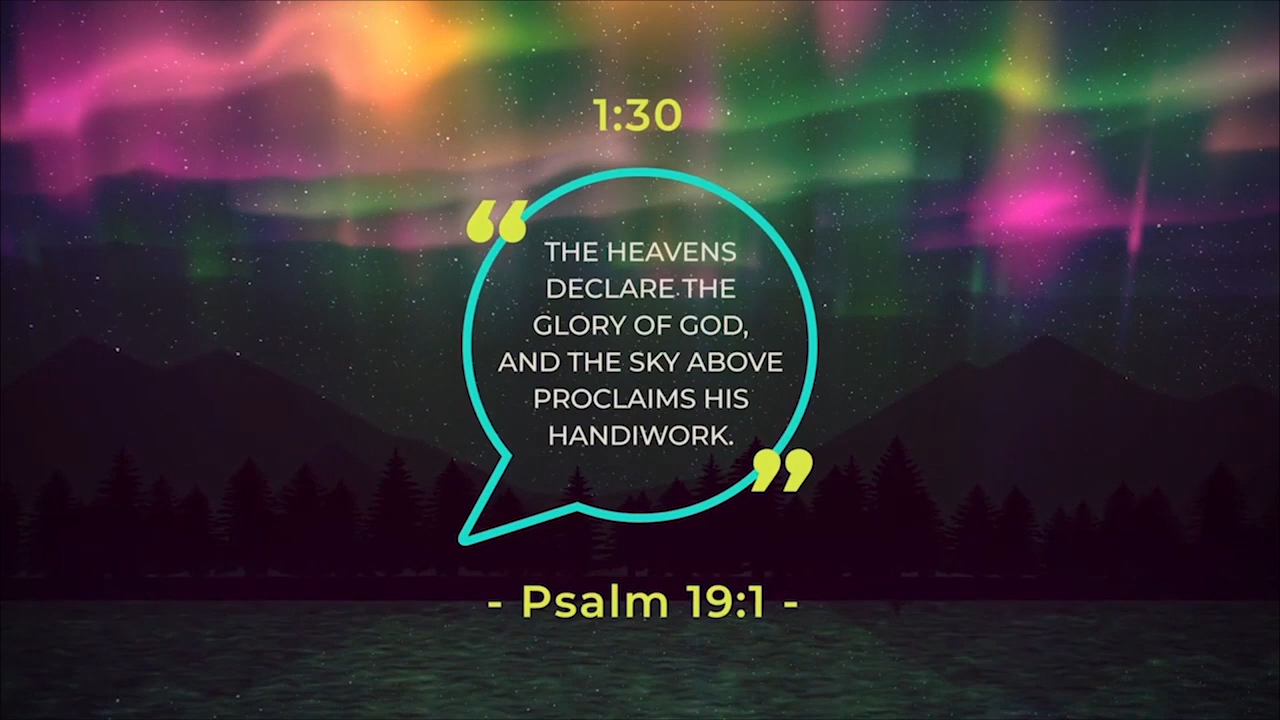 1:30
“
THE HEAVENS
DECLARE THE
GLORY OF GOD,
AND THE SKY ABOVE
PROCLAIMS HIS
HANDIWORK.
”
- Psalm 19:1 -